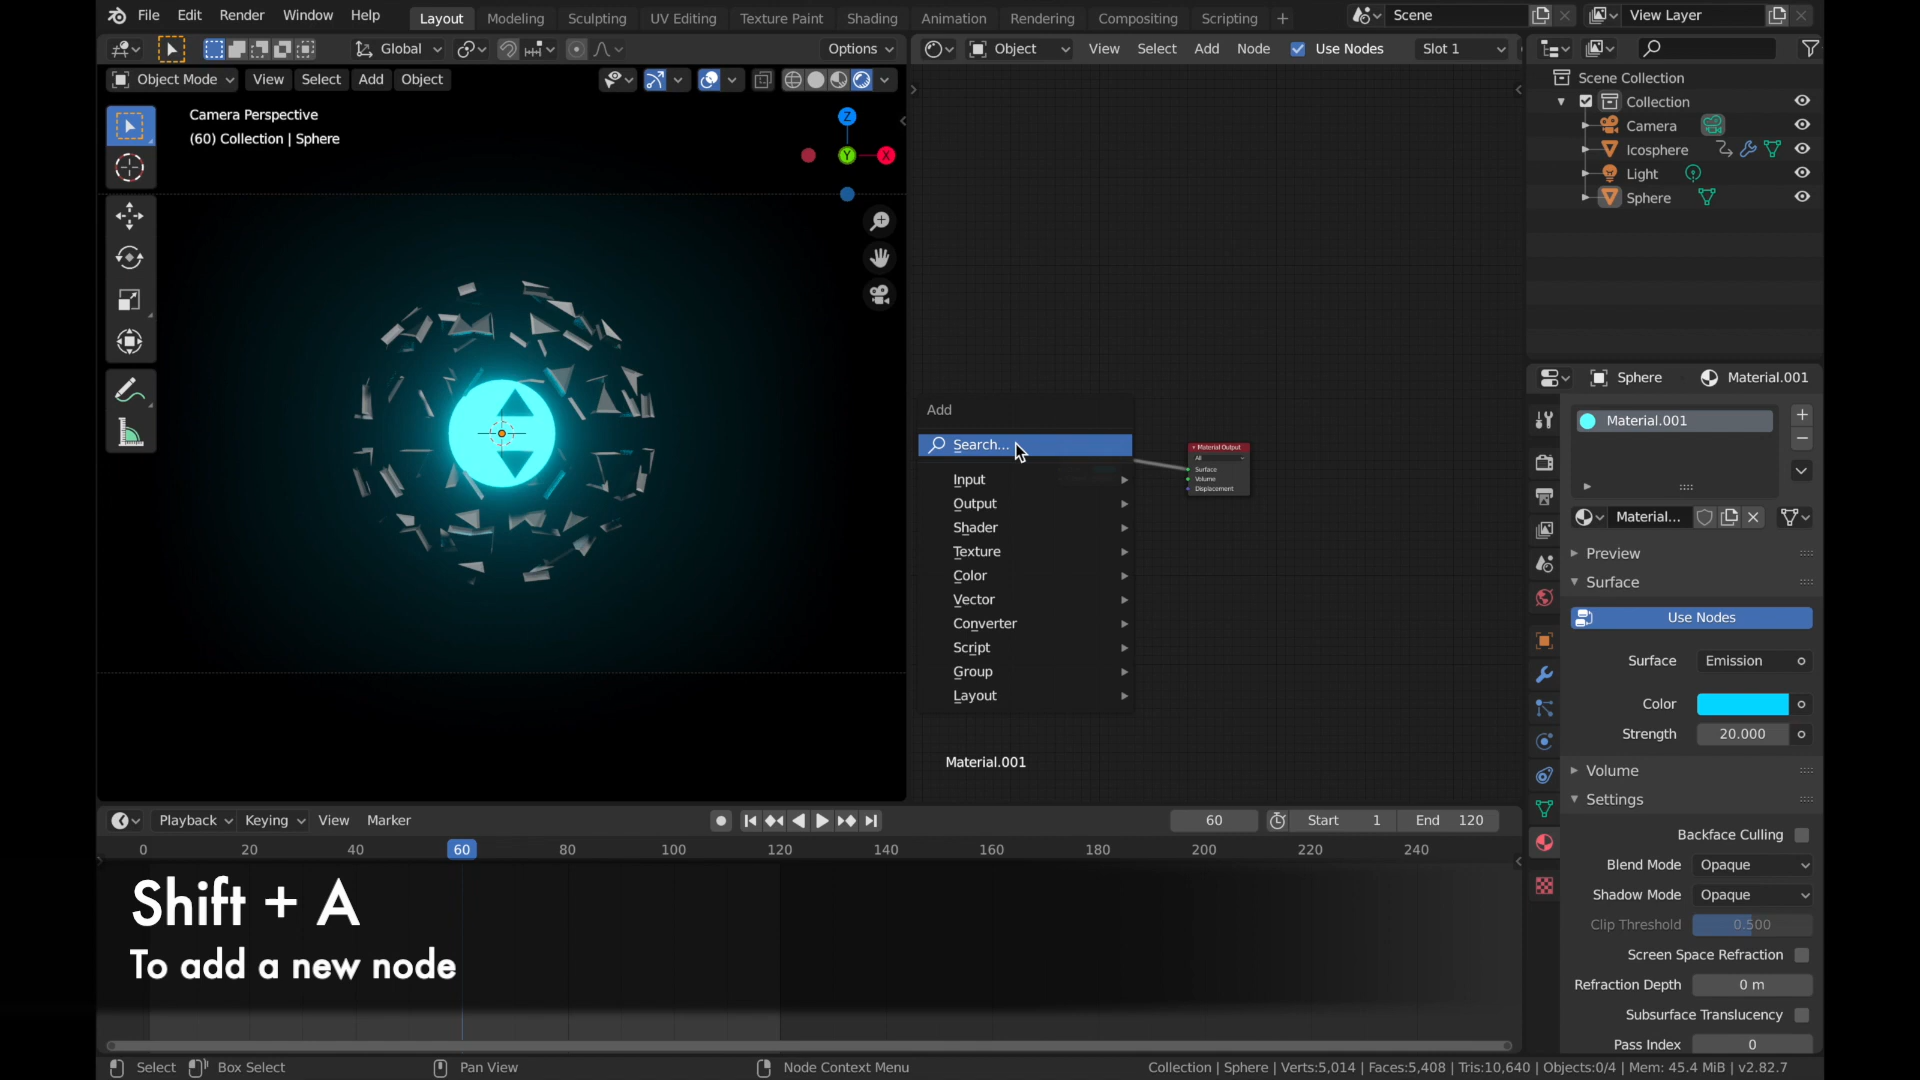 File Edit Render Window Help Layout Modeling Sculpting UV Editing Texture Paint Shading Animation Rendering Compositing Scripting + Scene View Layer
Global Options Object View Select Add Node Use Nodes Slot 1
Object Mode View Select Add Object
Camera Perspective
(60) Collection | Sphere
Z
Y
X
Scene Collection
Collection
Camera
Icosphere
Light
Sphere
Add
Search...
Input
Output
Shader
Texture
Color
Vector
Converter
Script
Group
Layout
Material Output
All
Surface
Volume
Displacement
Material.001
Sphere Material.001
Material.001
Material...
Preview
Surface
Use Nodes
Surface Emission
Color
Strength 20.000
Volume
Settings
Backface Culling
Blend Mode Opaque
Shadow Mode Opaque
Clip Threshold 0.500
Screen Space Refraction
Refraction Depth 0 m
Subsurface Translucency
Pass Index 0
Playback Keying View Marker 60 Start 1 End 120
0 20 40 60 80 100 120 140 160 180 200 220 240
Shift + A
To add a new node
Select Box Select Pan View Node Context Menu Collection | Sphere | Verts:5,014 | Faces:5,408 | Tris:10,640 | Objects:0/4 | Mem: 45.4 MiB | v2.82.7